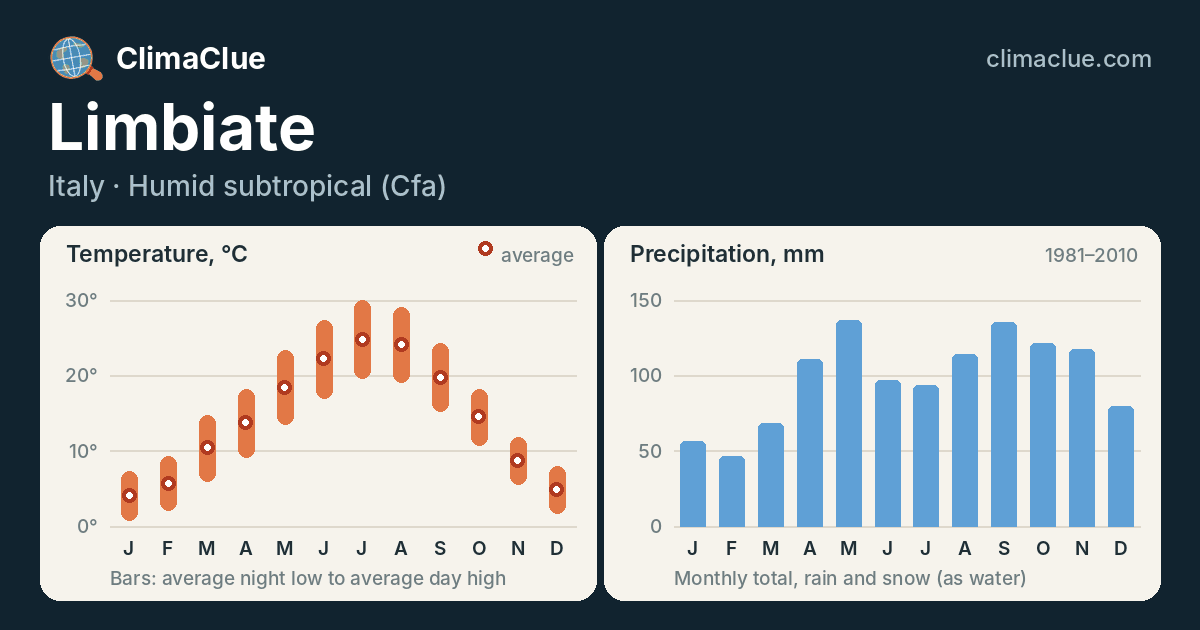 ClimaClue
climaclue.com
Limbiate
Italy · Humid subtropical (Cfa)
Temperature, °C
average
30°
20°
10°
0°
J F M A M J J A S O N D
Bars: average night low to average day high
Precipitation, mm
1981–2010
150
100
50
0
J F M A M J J A S O N D
Monthly total, rain and snow (as water)